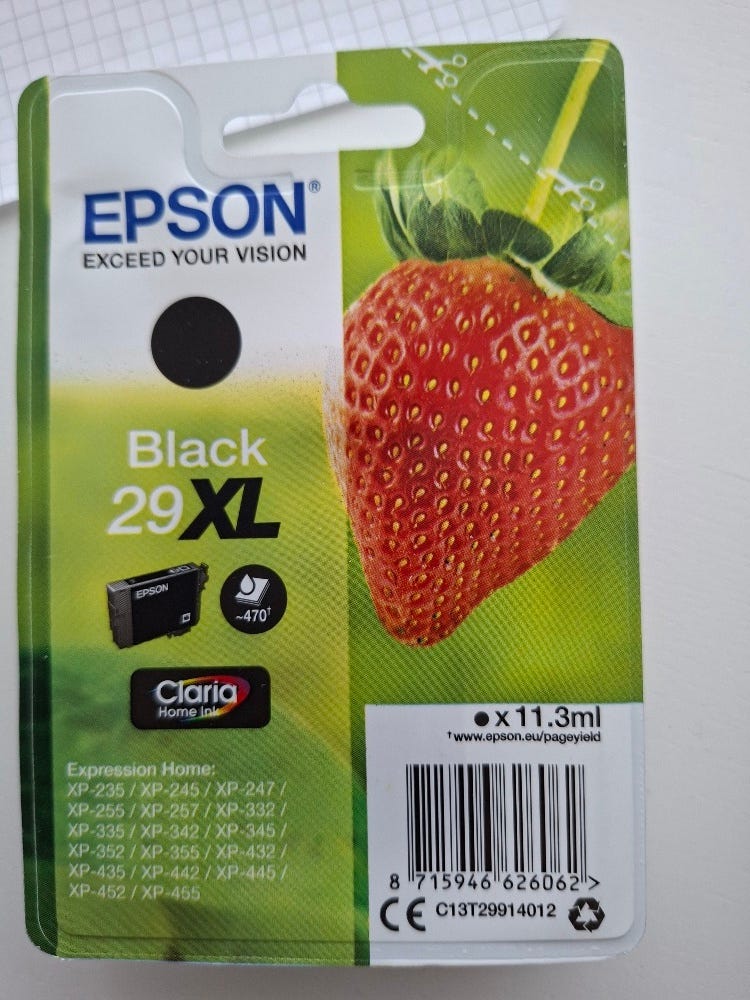 EPSON®
EXCEED YOUR VISION
Black
29XL
EPSON
~470†
Claria
Home Ink
● x 11.3ml
† www.epson.eu/pageyield
Expression Home:
XP-235 / XP-245 / XP-247 /
XP-255 / XP-257 / XP-332 /
XP-335 / XP-342 / XP-345 /
XP-352 / XP-355 / XP-432 /
XP-435 / XP-442 / XP-445 /
XP-452 / XP-455
8 715946 626062 >
CE C13T29914012